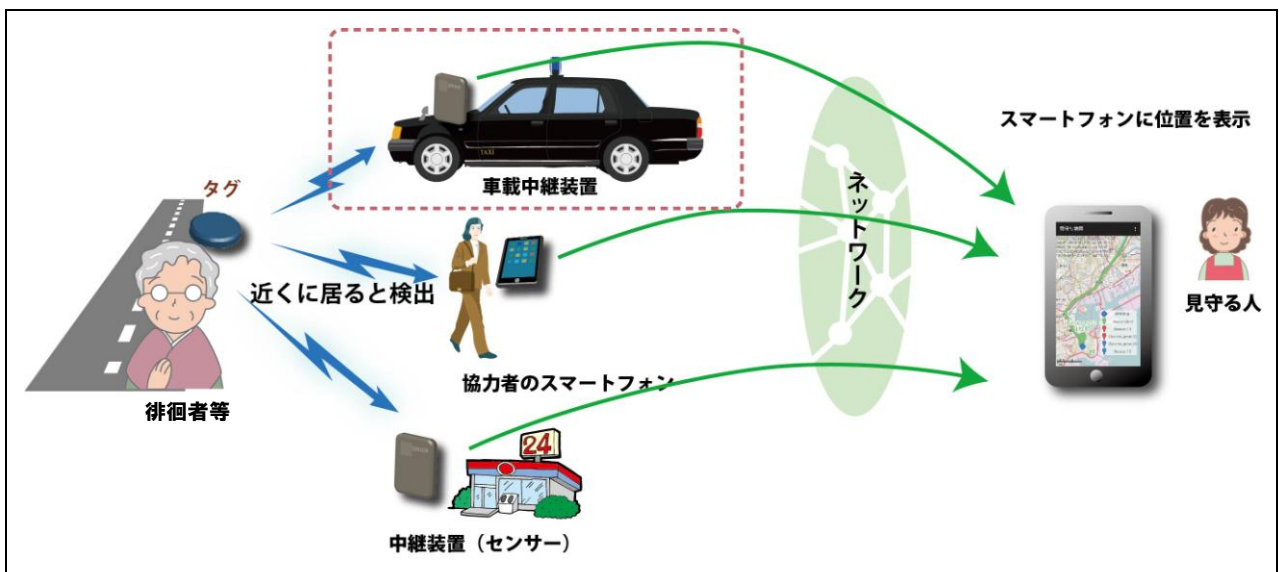 スマートフォンに位置を表示
TAXI
車載中継装置
タグ
ネットワーク
近くに居ると検出
見守る人
協力者のスマートフォン
徘徊者等
24
中継装置（センサー）